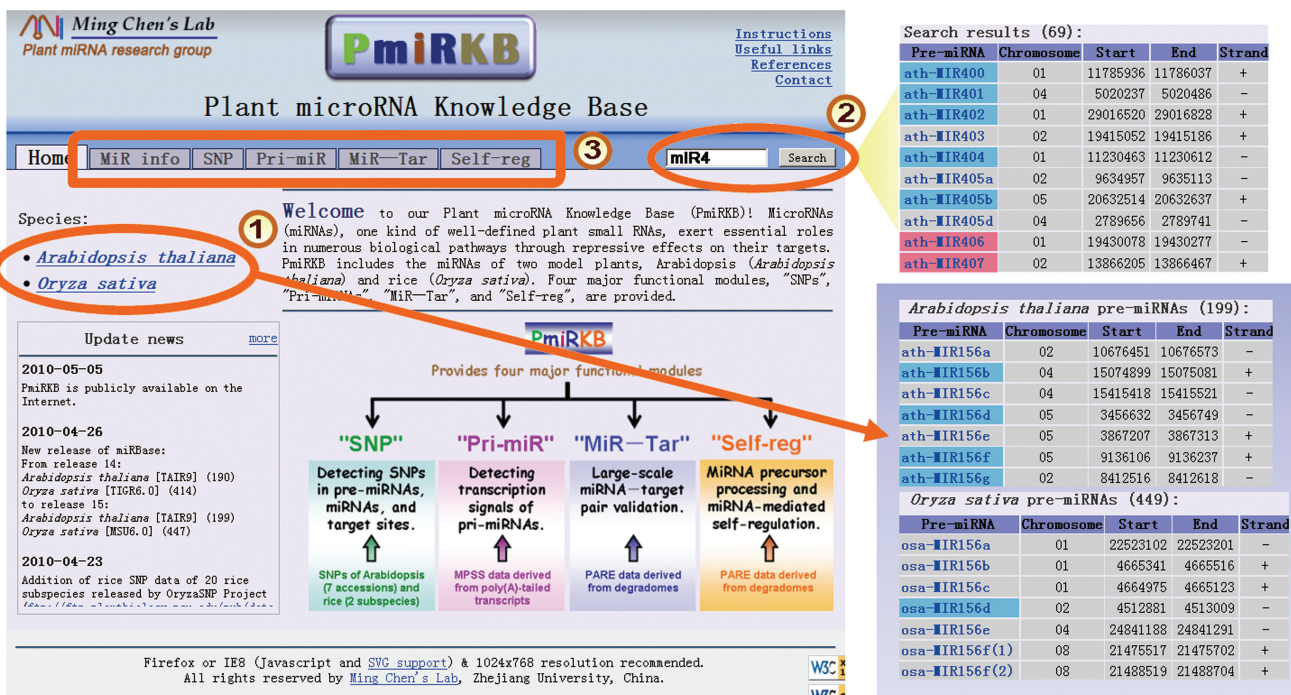 Ming Chen's Lab
Plant miRNA research group
PmiRKB
Instructions
Useful links
References
Contact
Plant microRNA Knowledge Base
Home
MiR info
SNP
Pri-miR
MiR—Tar
Self-reg
3
mIR4
Search
2
Species:
1
Arabidopsis thaliana
Oryza sativa
Welcome to our Plant microRNA Knowledge Base (PmiRKB)! MicroRNAs
(miRNAs), one kind of well-defined plant small RNAs, exert essential roles
in numerous biological pathways through repressive effects on their targets.
PmiRKB includes the miRNAs of two model plants, Arabidopsis (Arabidopsis
thaliana) and rice (Oryza sativa). Four major functional modules, "SNPs",
"Pri-miRNAs", "MiR—Tar", and "Self-reg", are provided.
Update news
more
2010-05-05
PmiRKB is publicly available on the
Internet.
2010-04-26
New release of miRBase:
From release 14:
Arabidopsis thaliana [TAIR9] (190)
Oryza sativa [TIGR6.0] (414)
to release 15:
Arabidopsis thaliana [TAIR9] (199)
Oryza sativa [MSU6.0] (447)
2010-04-23
Addition of rice SNP data of 20 rice
subspecies released by OryzaSNP Project
PmiRKB
Provides four major functional modules
"SNP"
Detecting SNPs
in pre-miRNAs,
miRNAs, and
target sites.
SNPs of Arabidopsis
(7 accessions) and
rice (2 subspecies)
"Pri-miR"
Detecting
transcription
signals of
pri-miRNAs.
MPSS data derived
from poly(A)-tailed
transcripts
"MiR—Tar"
Large-scale
miRNA—target
pair validation.
PARE data derived
from degradomes
"Self-reg"
MiRNA precursor
processing and
miRNA-mediated
self-regulation.
PARE data derived
from degradomes
Firefox or IE8 (Javascript and SVG support) & 1024x768 resolution recommended.
All rights reserved by Ming Chen's Lab, Zhejiang University, China.
W3C
W3C
Search results (69):
Pre-miRNA Chromosome Start End Strand
ath-MIR400 01 11785936 11786037 +
ath-MIR401 04 5020237 5020486 -
ath-MIR402 01 29016520 29016828 +
ath-MIR403 02 19415052 19415186 +
ath-MIR404 01 11230463 11230612 -
ath-MIR405a 02 9634957 9635113 -
ath-MIR405b 05 20632514 20632637 +
ath-MIR405d 04 2789656 2789741 -
ath-MIR406 01 19430078 19430277 -
ath-MIR407 02 13866205 13866467 +
Arabidopsis thaliana pre-miRNAs (199):
Pre-miRNA Chromosome Start End Strand
ath-MIR156a 02 10676451 10676573 -
ath-MIR156b 04 15074899 15075081 +
ath-MIR156c 04 15415418 15415521 -
ath-MIR156d 05 3456632 3456749 -
ath-MIR156e 05 3867207 3867313 +
ath-MIR156f 05 9136106 9136237 +
ath-MIR156g 02 8412516 8412618 -
Oryza sativa pre-miRNAs (449):
Pre-miRNA Chromosome Start End Strand
osa-MIR156a 01 22523102 22523201 -
osa-MIR156b 01 4665341 4665516 +
osa-MIR156c 01 4664975 4665123 +
osa-MIR156d 02 4512881 4513009 -
osa-MIR156e 04 24841188 24841291 -
osa-MIR156f(1) 08 21475517 21475702 +
osa-MIR156f(2) 08 21488519 21488704 +